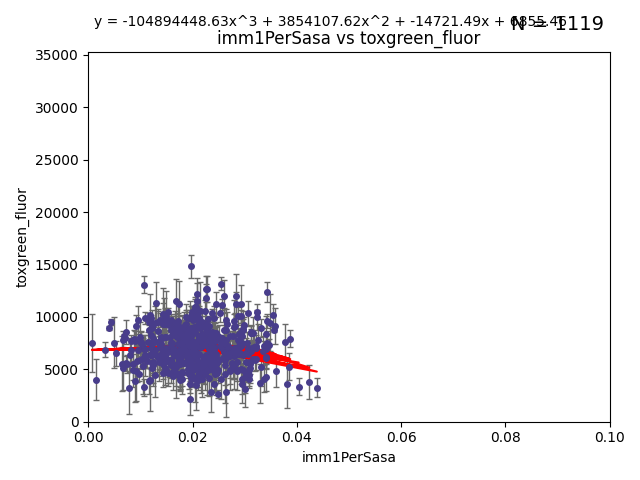 y = -104894448.63x^3 + 3854107.62x^2 + -14721.49x + 6855.46
N = 1119
imm1PerSasa vs toxgreen_fluor
35000
30000
25000
20000
15000
10000
5000
0
toxgreen_fluor
0.00 0.02 0.04 0.06 0.08 0.10
imm1PerSasa